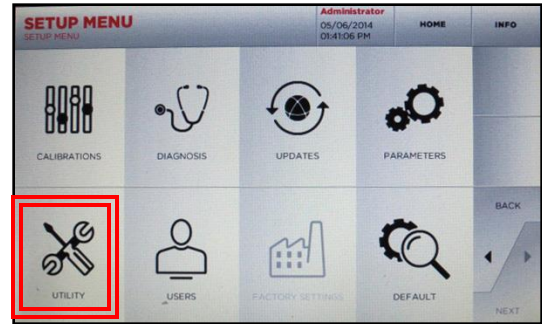 SETUP MENU
SETUP MENU
Administrator
05/06/2014
01:41:06 PM
HOME
INFO
CALIBRATIONS
DIAGNOSIS
UPDATES
PARAMETERS
BACK
UTILITY
USERS
FACTORY SETTINGS
DEFAULT
NEXT